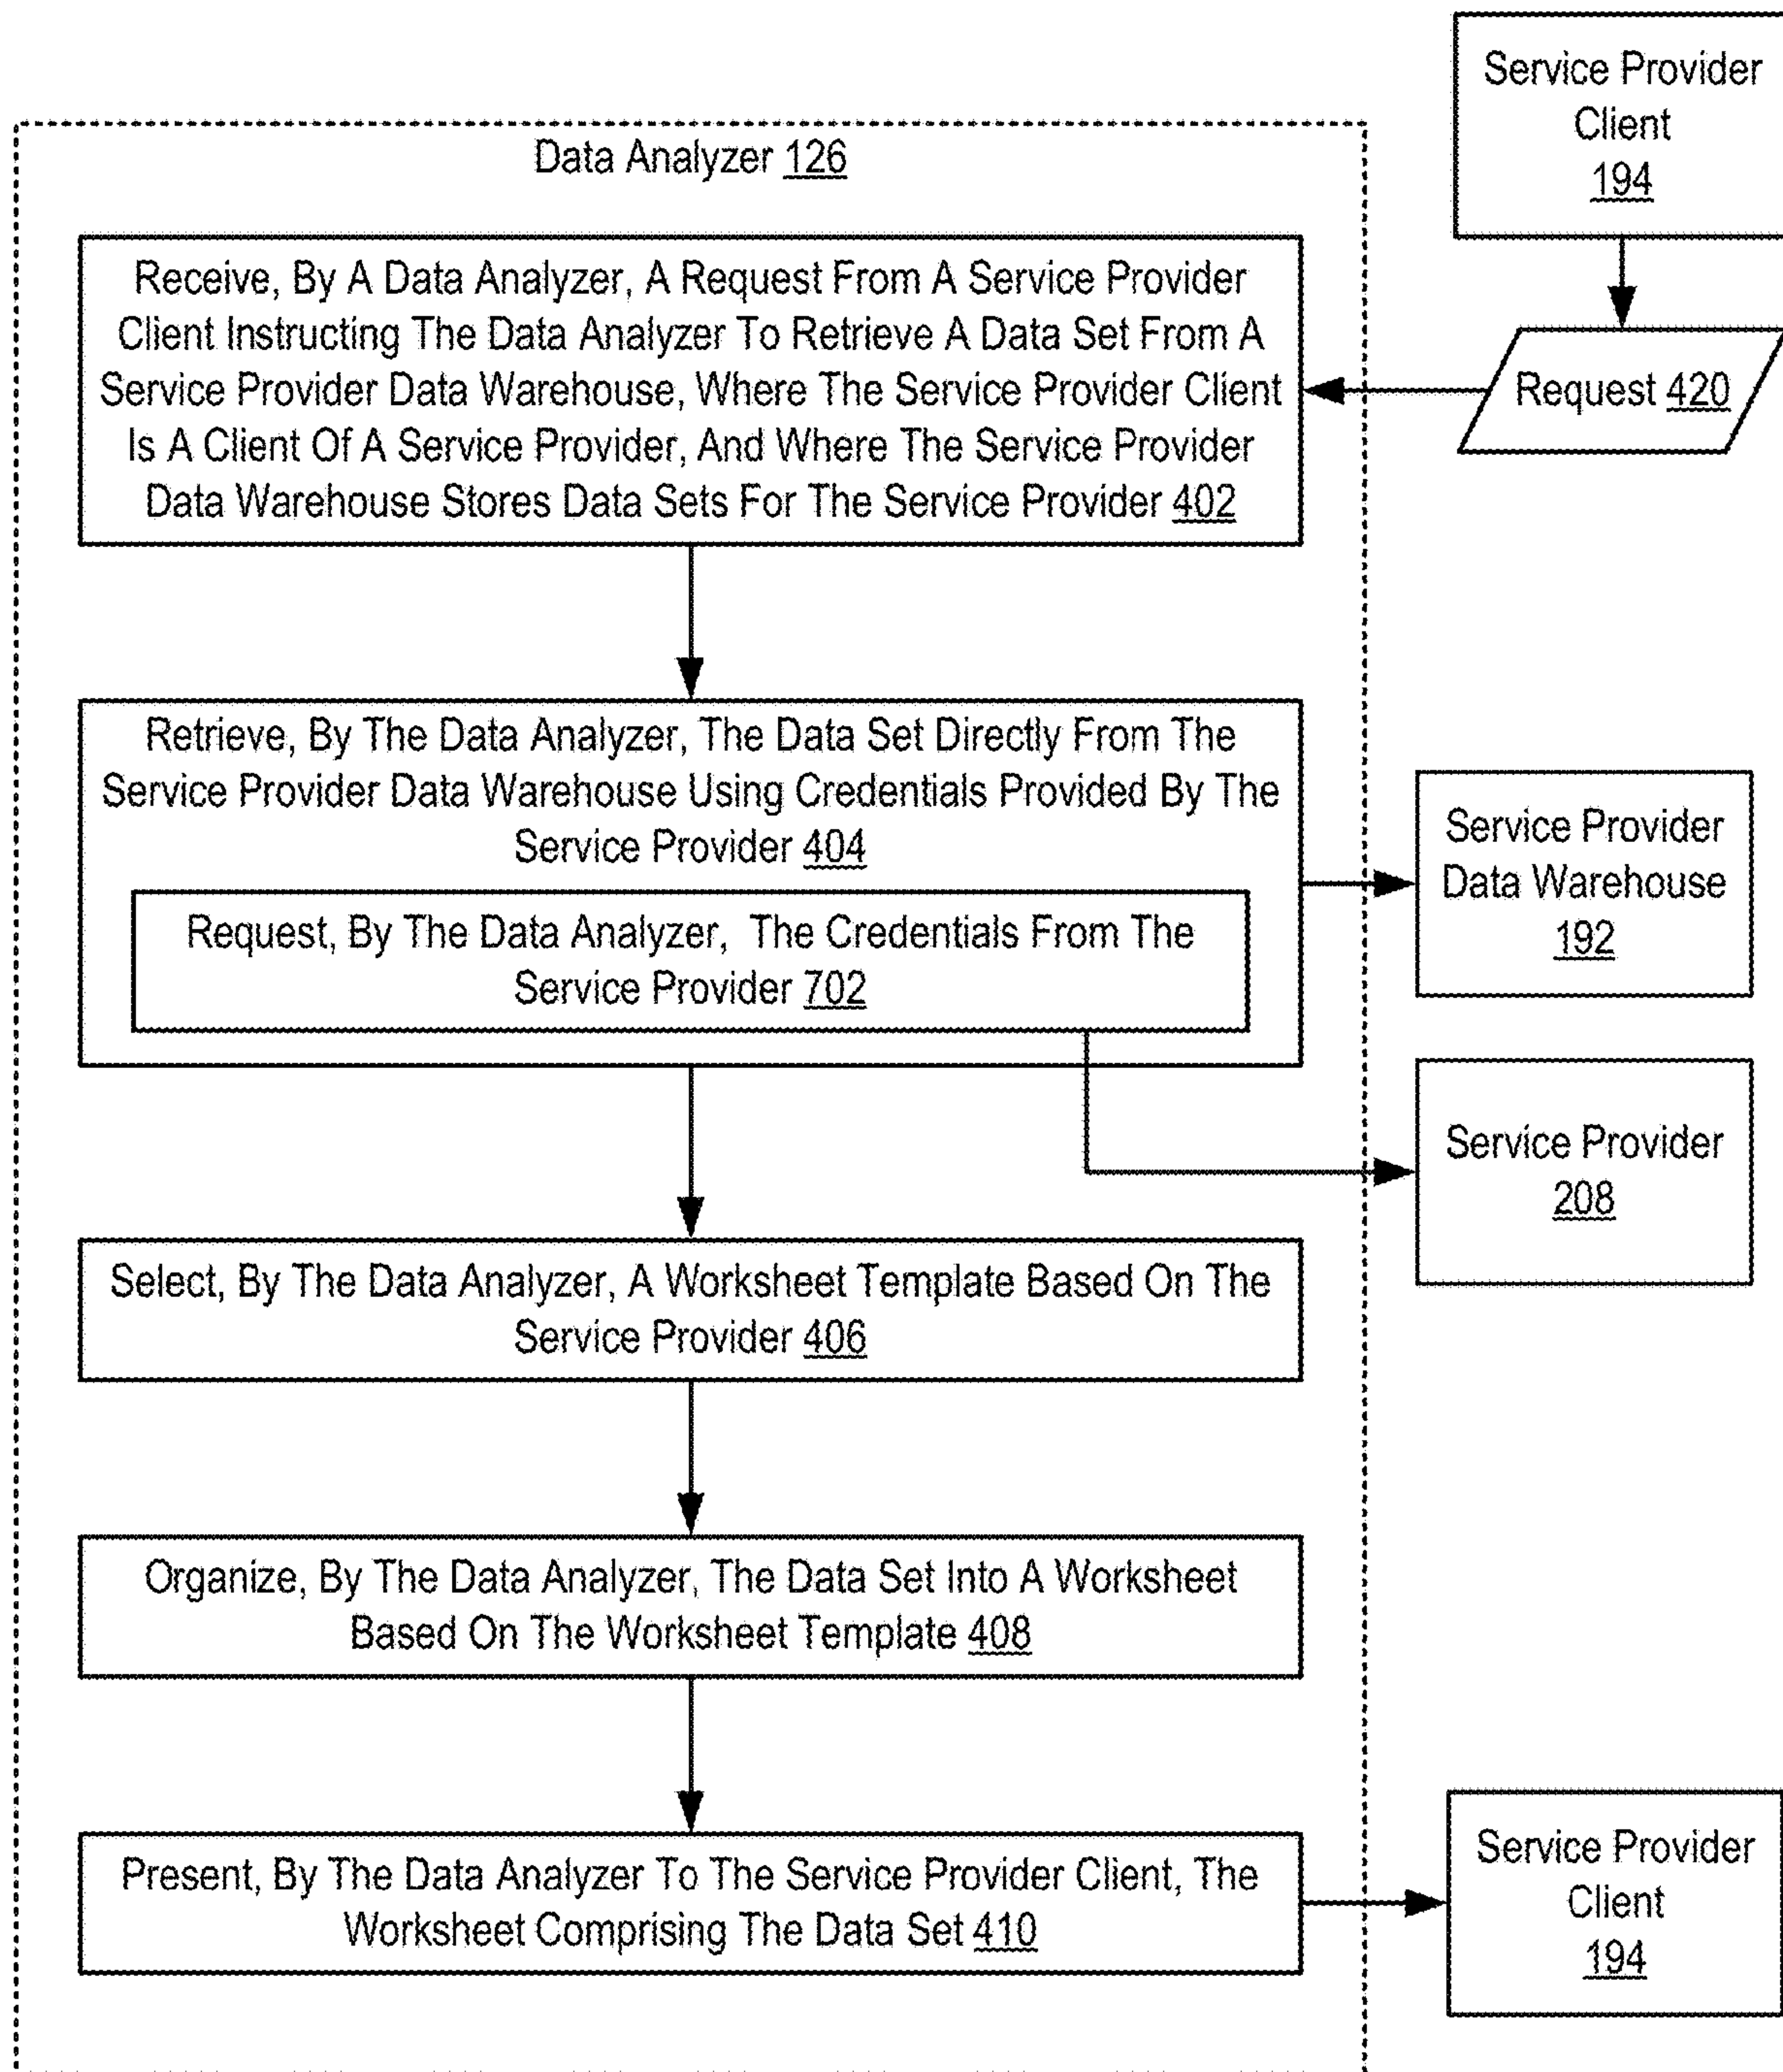 Service Provider
Client
194
Data Analyzer 126
Receive, By A Data Analyzer, A Request From A Service Provider
Client Instructing The Data Analyzer To Retrieve A Data Set From A
Service Provider Data Warehouse, Where The Service Provider Client
Is A Client Of A Service Provider, And Where The Service Provider
Data Warehouse Stores Data Sets For The Service Provider 402
Request 420
Retrieve, By The Data Analyzer, The Data Set Directly From The
Service Provider Data Warehouse Using Credentials Provided By The
Service Provider 404
Request, By The Data Analyzer, The Credentials From The
Service Provider 702
Service Provider
Data Warehouse
192
Service Provider
208
Select, By The Data Analyzer, A Worksheet Template Based On The
Service Provider 406
Organize, By The Data Analyzer, The Data Set Into A Worksheet
Based On The Worksheet Template 408
Present, By The Data Analyzer To The Service Provider Client, The
Worksheet Comprising The Data Set 410
Service Provider
Client
194